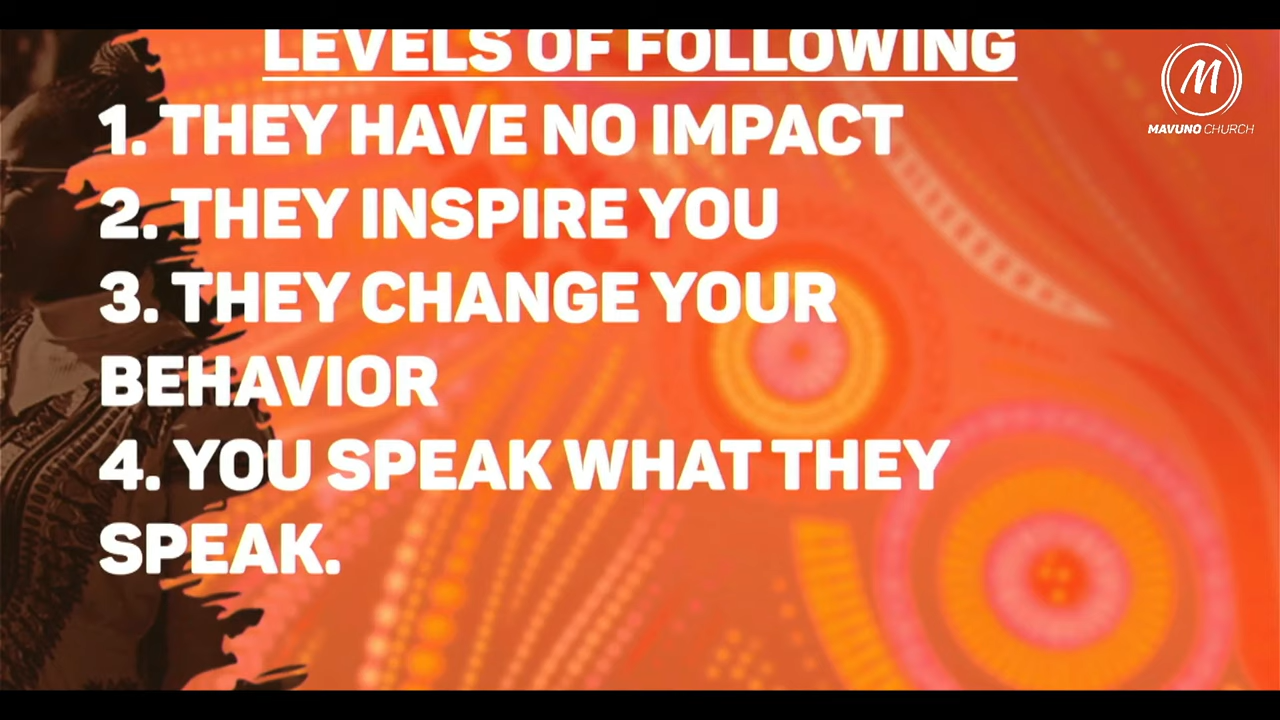 LEVELS OF FOLLOWING
1. THEY HAVE NO IMPACT
2. THEY INSPIRE YOU
3. THEY CHANGE YOUR
BEHAVIOR
4. YOU SPEAK WHAT THEY
SPEAK.
M
MAVUNO CHURCH